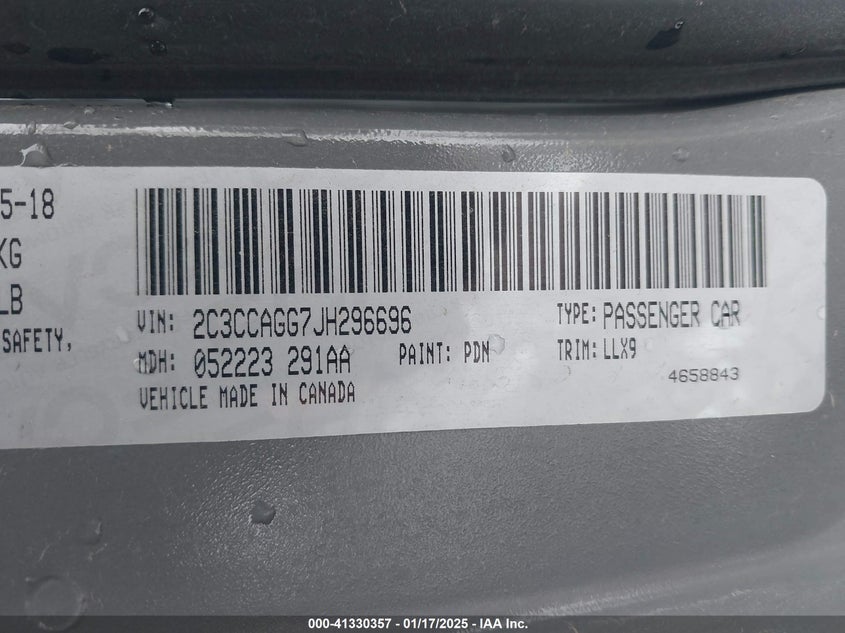 5-18
KG
LB
SAFETY,
VIN: 2C3CCAGG7JH296696 TYPE: PASSENGER CAR
MDH: 052223 291AA PAINT: PDN TRIM: LLX9
4658843
VEHICLE MADE IN CANADA
000-41330357 - 01/17/2025 - IAA Inc.